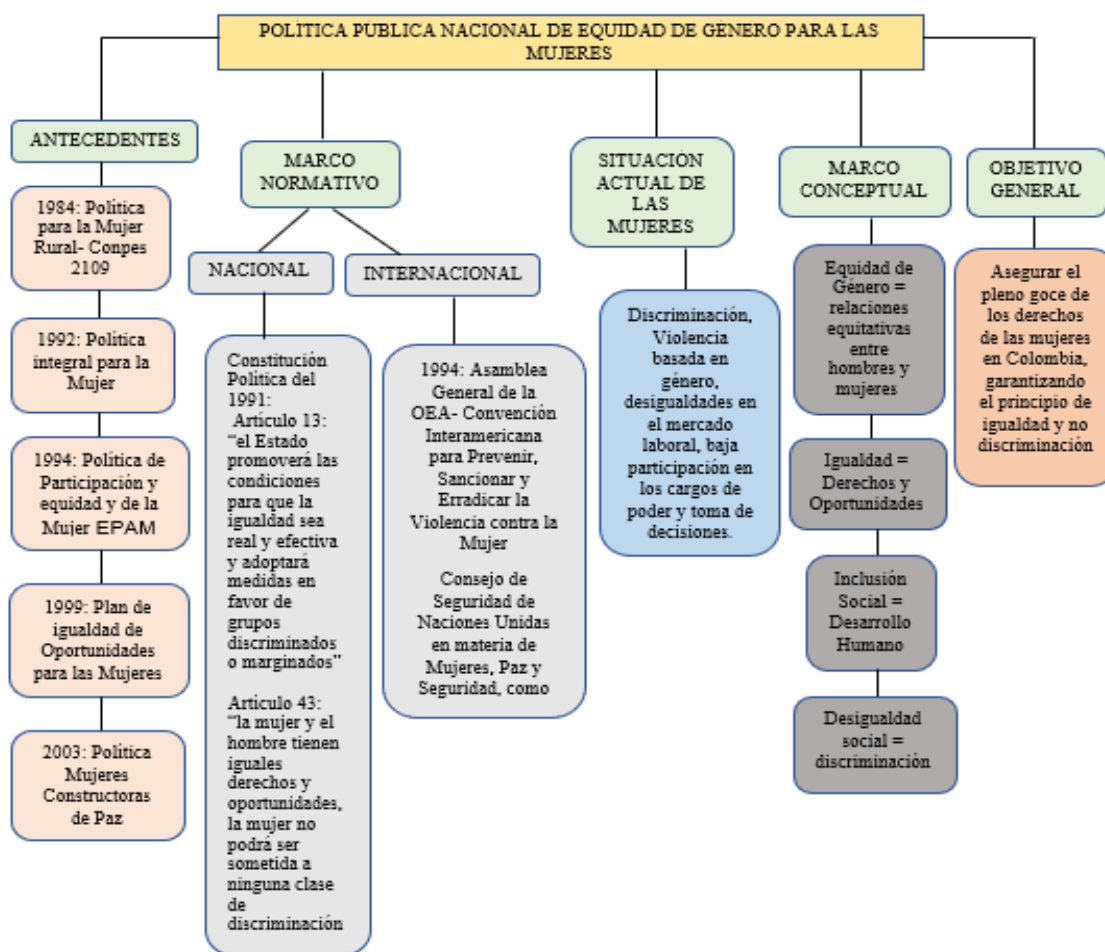 POLÍTICA PÚBLICA NACIONAL DE EQUIDAD DE GÉNERO PARA LAS
MUJERES
ANTECEDENTES
1984: Política
para la Mujer
Rural- Conpes
2109
1992: Política
integral para la
Mujer
1994: Política de
Participación y
equidad y de la
Mujer EPAM
1999: Plan de
igualdad de
Oportunidades
para las Mujeres
2003: Política
Mujeres
Constructoras
de Paz
MARCO
NORMATIVO
NACIONAL
Constitución
Política del
1991:
Artículo 13:
“el Estado
promoverá las
condiciones
para que la
igualdad sea
real y efectiva
y adoptará
medidas en
favor de
grupos
discriminados
o marginados”
Articulo 43:
“la mujer y el
hombre tienen
iguales
derechos y
oportunidades,
la mujer no
podrá ser
sometida a
ninguna clase
de
discriminación
INTERNACIONAL
1994: Asamblea
General de la
OEA- Convención
Interamericana
para Prevenir,
Sancionar y
Erradicar la
Violencia contra la
Mujer
Consejo de
Seguridad de
Naciones Unidas
en materia de
Mujeres, Paz y
Seguridad, como
SITUACIÓN
ACTUAL DE
LAS
MUJERES
Discriminación,
Violencia
basada en
género,
desigualdades en
el mercado
laboral, baja
participación en
los cargos de
poder y toma de
decisiones.
MARCO
CONCEPTUAL
Equidad de
Género =
relaciones
equitativas
entre
hombres y
mujeres
Igualdad =
Derechos y
Oportunidades
Inclusión
Social =
Desarrollo
Humano
Desigualdad
social =
discriminación
OBJETIVO
GENERAL
Asegurar el
pleno goce de
los derechos
de las mujeres
en Colombia,
garantizando
el principio de
igualdad y no
discriminación